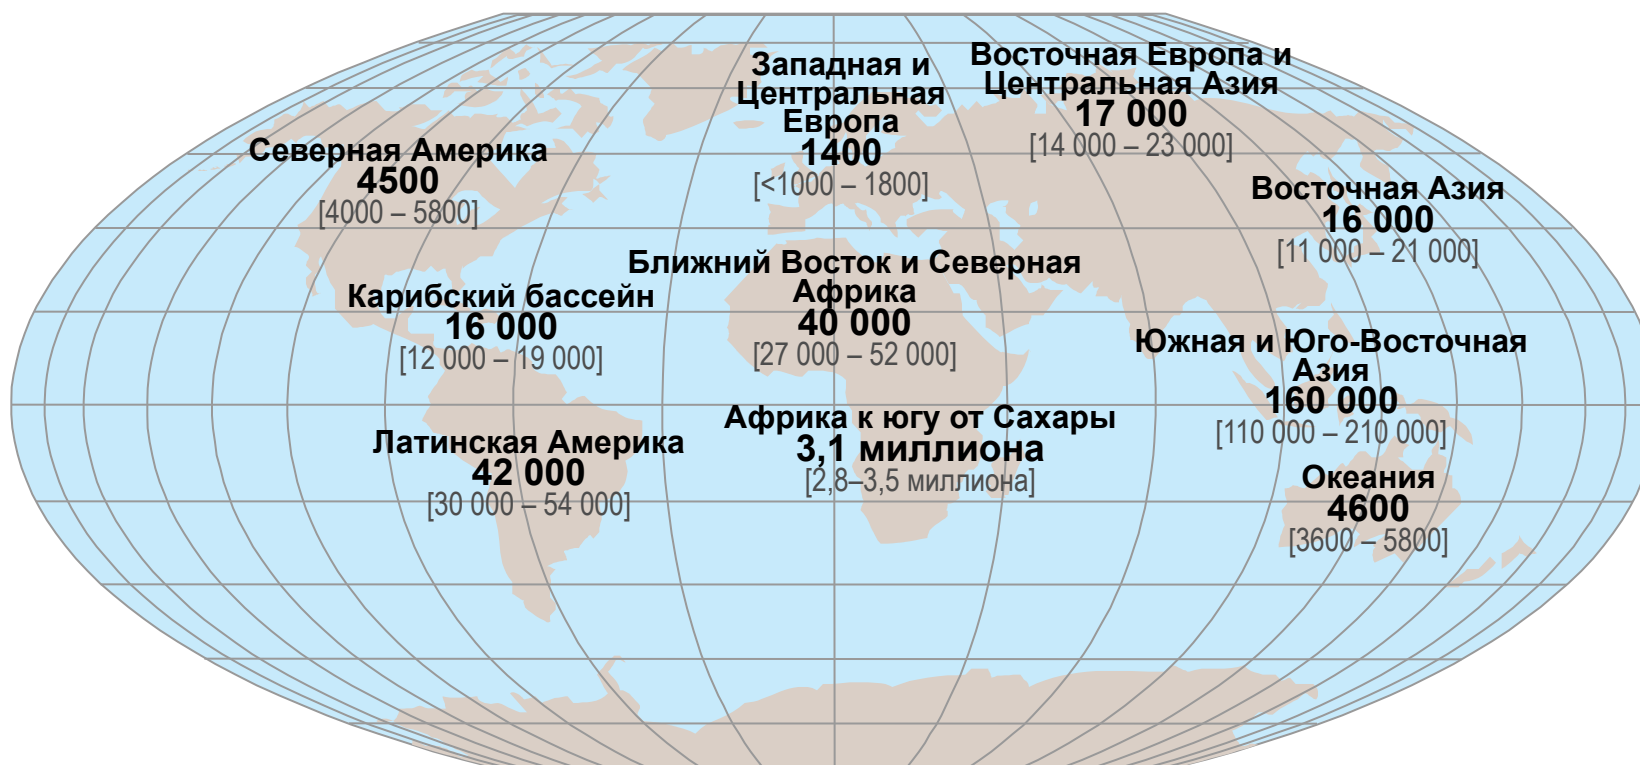 Западная и
Центральная
Европа
1400
[<1000 – 1800]
Восточная Европа и
Центральная Азия
17 000
[14 000 – 23 000]
Северная Америка
4500
[4000 – 5800]
Восточная Азия
16 000
[11 000 – 21 000]
Ближний Восток и Северная
Африка
40 000
[27 000 – 52 000]
Карибский бассейн
16 000
[12 000 – 19 000]
Южная и Юго-Восточная
Азия
160 000
[110 000 – 210 000]
Африка к югу от Сахары
3,1 миллиона
[2,8–3,5 миллиона]
Латинская Америка
42 000
[30 000 – 54 000]
Океания
4600
[3600 – 5800]